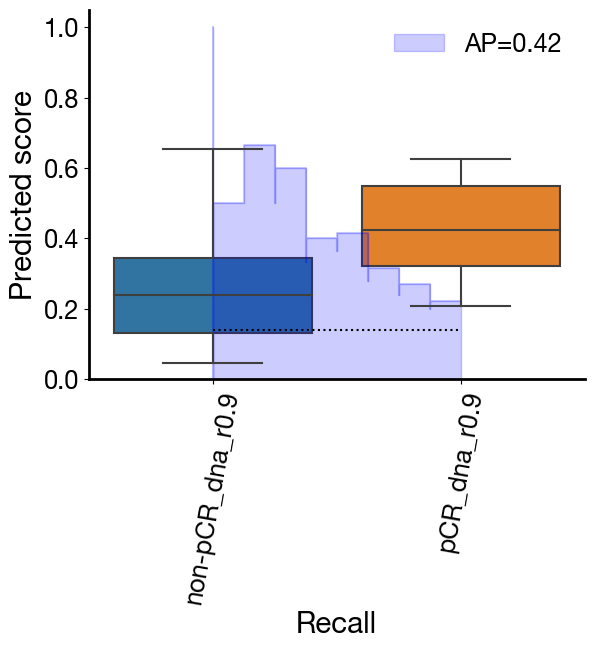 1.0
0.8
0.6
0.4
0.2
0.0
Predicted score
AP=0.42
non-pCR_dna_r0.9
pCR_dna_r0.9
Recall